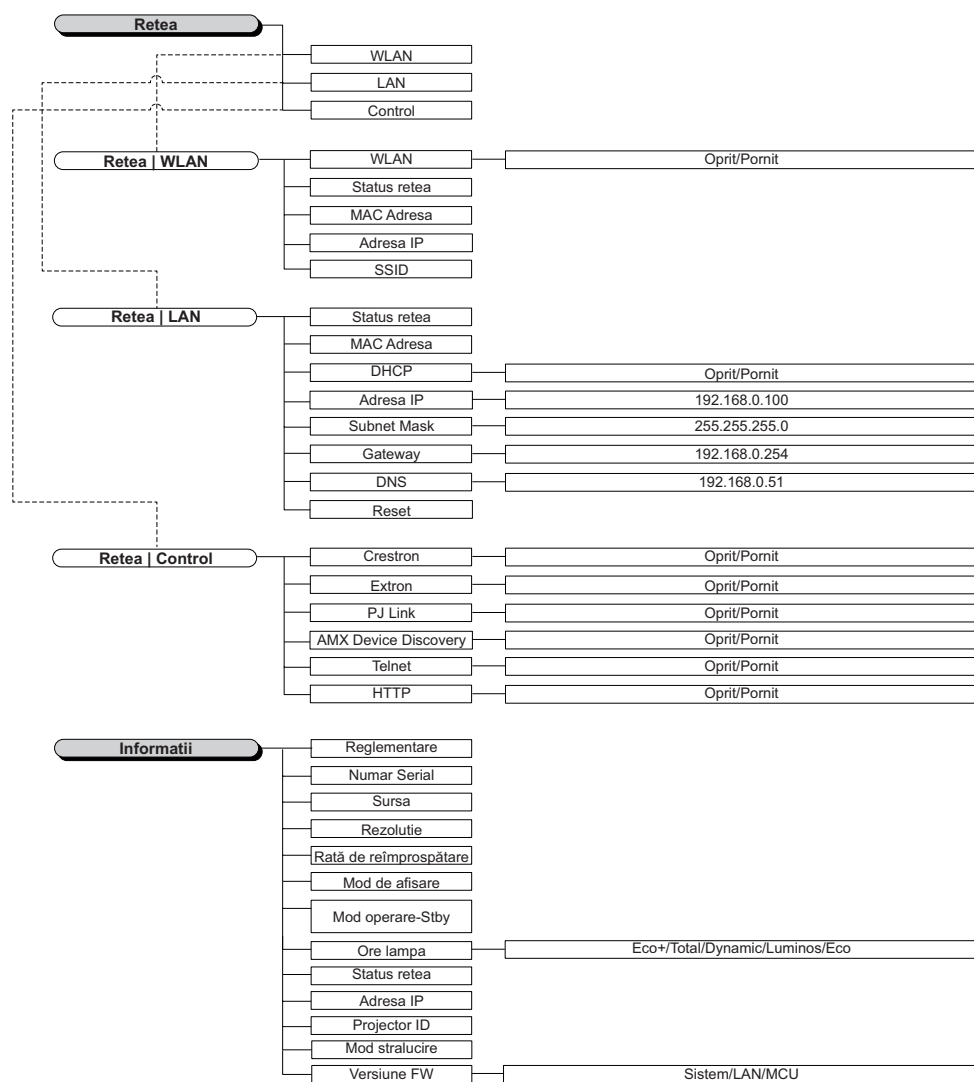 Retea
WLAN
LAN
Control
Retea | WLAN
WLAN
Oprit/Pornit
Status retea
MAC Adresa
Adresa IP
SSID
Retea | LAN
Status retea
MAC Adresa
DHCP
Oprit/Pornit
Adresa IP
192.168.0.100
Subnet Mask
255.255.255.0
Gateway
192.168.0.254
DNS
192.168.0.51
Reset
Retea | Control
Crestron
Oprit/Pornit
Extron
Oprit/Pornit
PJ Link
Oprit/Pornit
AMX Device Discovery
Oprit/Pornit
Telnet
Oprit/Pornit
HTTP
Oprit/Pornit
Informatii
Reglementare
Numar Serial
Sursa
Rezolutie
Rată de reîmprospătare
Mod de afisare
Mod operare-Stby
Ore lampa
Eco+/Total/Dynamic/Luminos/Eco
Status retea
Adresa IP
Projector ID
Mod stralucire
Versiune FW
Sistem/LAN/MCU